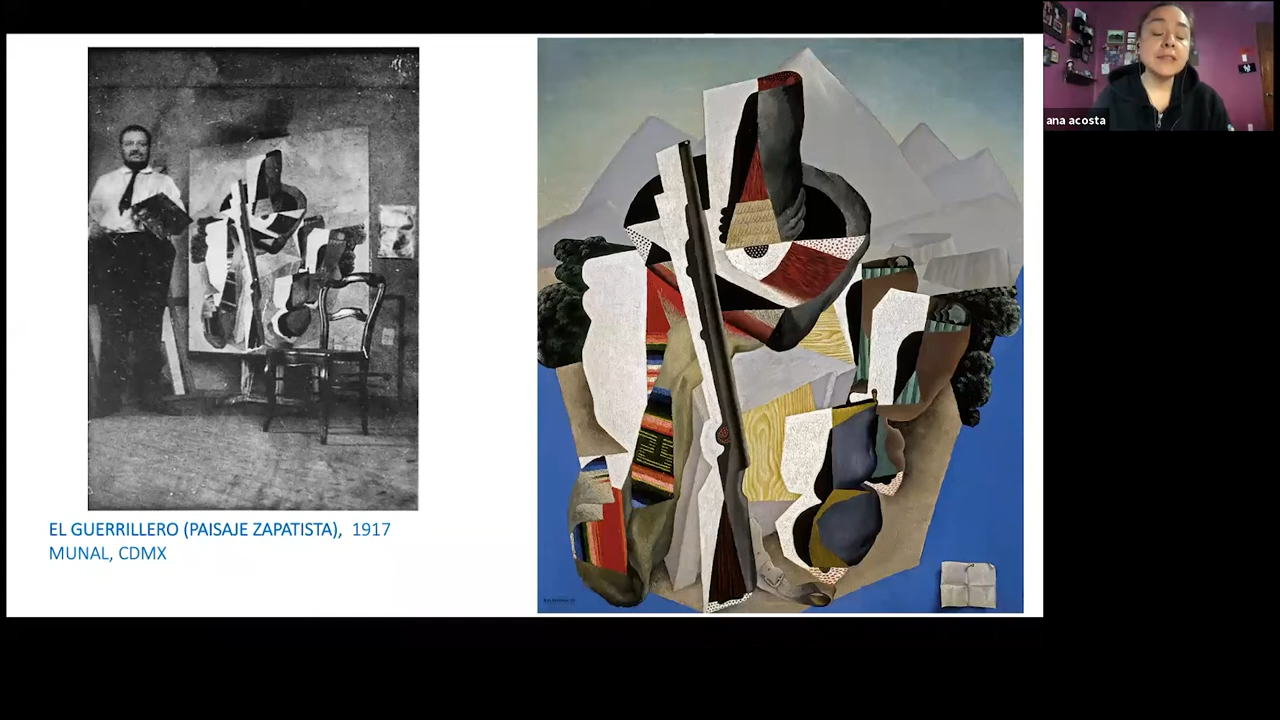 ana acosta
EL GUERRILLERO (PAISAJE ZAPATISTA), 1917
MUNAL, CDMX